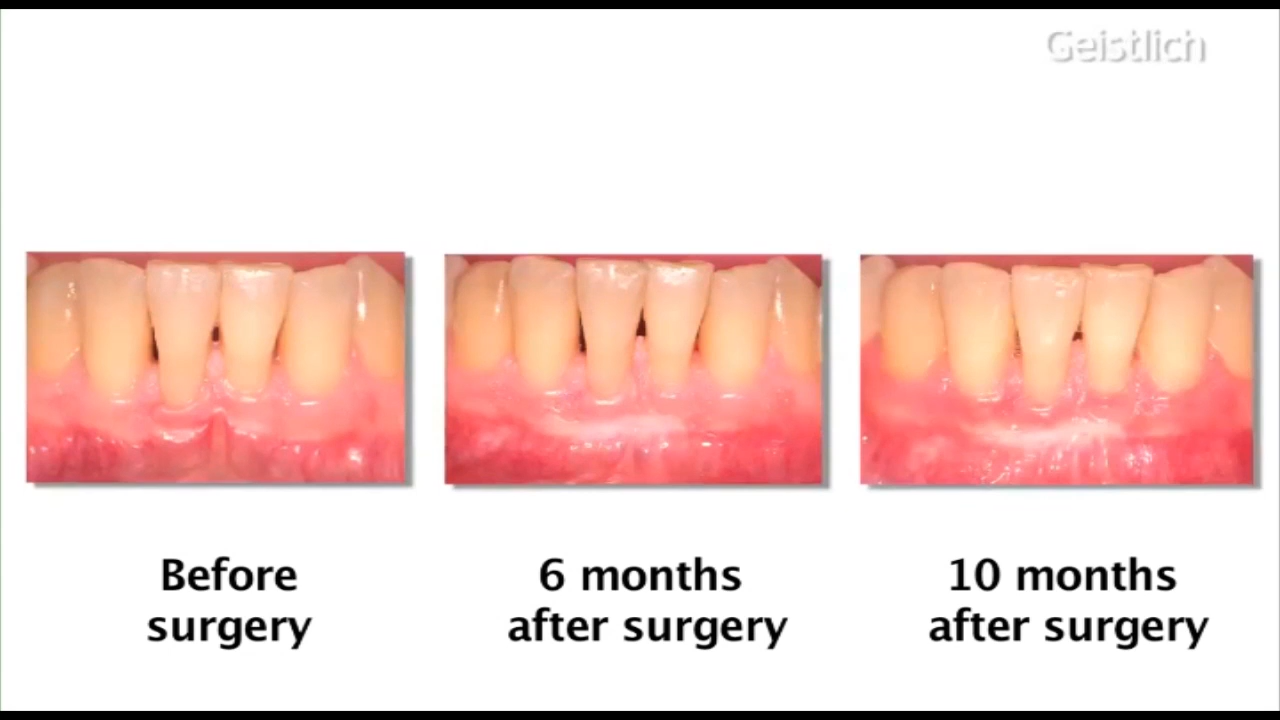 Geistlich
Before
surgery
6 months
after surgery
10 months
after surgery